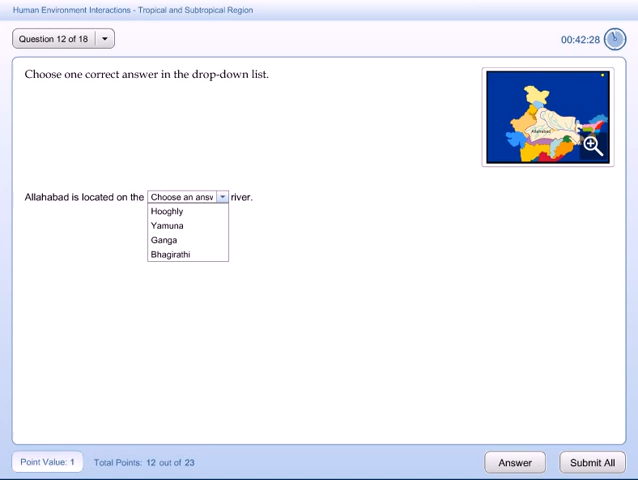 Human Environment Interactions - Tropical and Subtropical Region
Question 12 of 18
00:42:28
Choose one correct answer in the drop-down list.
Allahabad
Allahabad is located on the Choose an answ river.
Hooghly
Yamuna
Ganga
Bhagirathi
Point Value: 1 Total Points: 12 out of 23 Answer Submit All